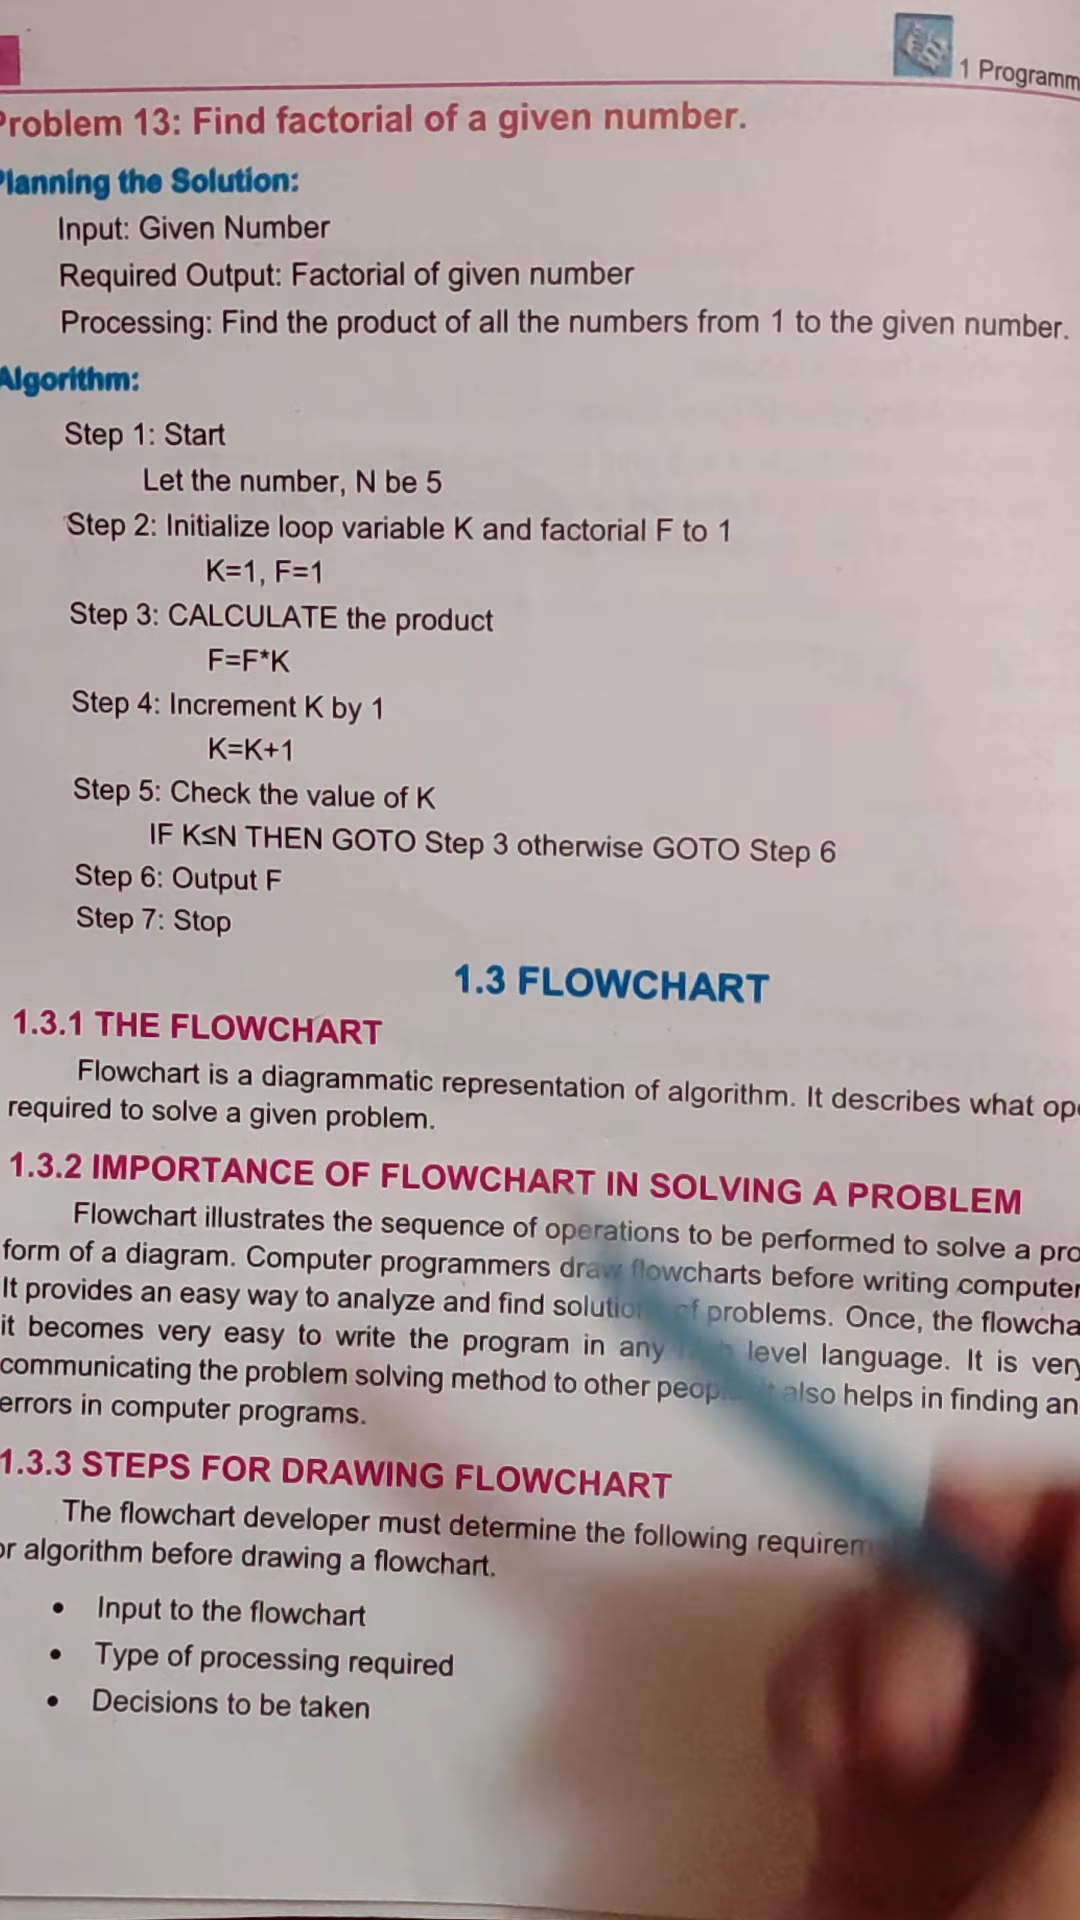 1 Programm
Problem 13: Find factorial of a given number.
Planning the Solution:
Input: Given Number
Required Output: Factorial of given number
Processing: Find the product of all the numbers from 1 to the given number.
Algorithm:
Step 1: Start
Let the number, N be 5
Step 2: Initialize loop variable K and factorial F to 1
K=1, F=1
Step 3: CALCULATE the product
F=F*K
Step 4: Increment K by 1
K=K+1
Step 5: Check the value of K
IF K≤N THEN GOTO Step 3 otherwise GOTO Step 6
Step 6: Output F
Step 7: Stop
1.3 FLOWCHART
1.3.1 THE FLOWCHART
Flowchart is a diagrammatic representation of algorithm. It describes what ope
required to solve a given problem.
1.3.2 IMPORTANCE OF FLOWCHART IN SOLVING A PROBLEM
Flowchart illustrates the sequence of operations to be performed to solve a pro
form of a diagram. Computer programmers draw flowcharts before writing computer
It provides an easy way to analyze and find of problems. Once, the flowcha
it becomes very easy to write the program in any level language. It is very
communicating the problem solving method to other also helps in finding an
errors in computer programs.
1.3.3 STEPS FOR DRAWING FLOWCHART
The flowchart developer must determine the following requirem
or algorithm before drawing a flowchart.
• Input to the flowchart
• Type of processing required
• Decisions to be taken